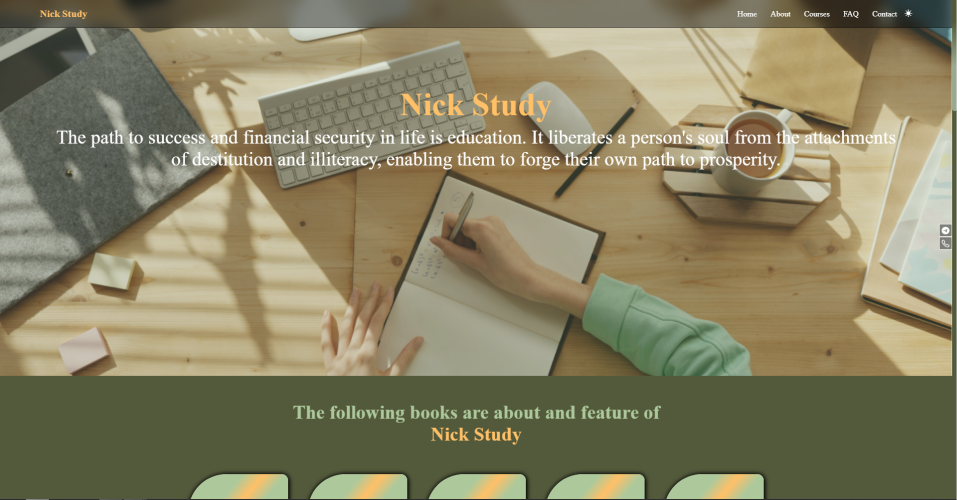 Nick Study
Home About Courses FAQ Contact
Nick Study
The path to success and financial security in life is education. It liberates a person's soul from the attachments
of destitution and illiteracy, enabling them to forge their own path to prosperity.
The following books are about and feature of
Nick Study